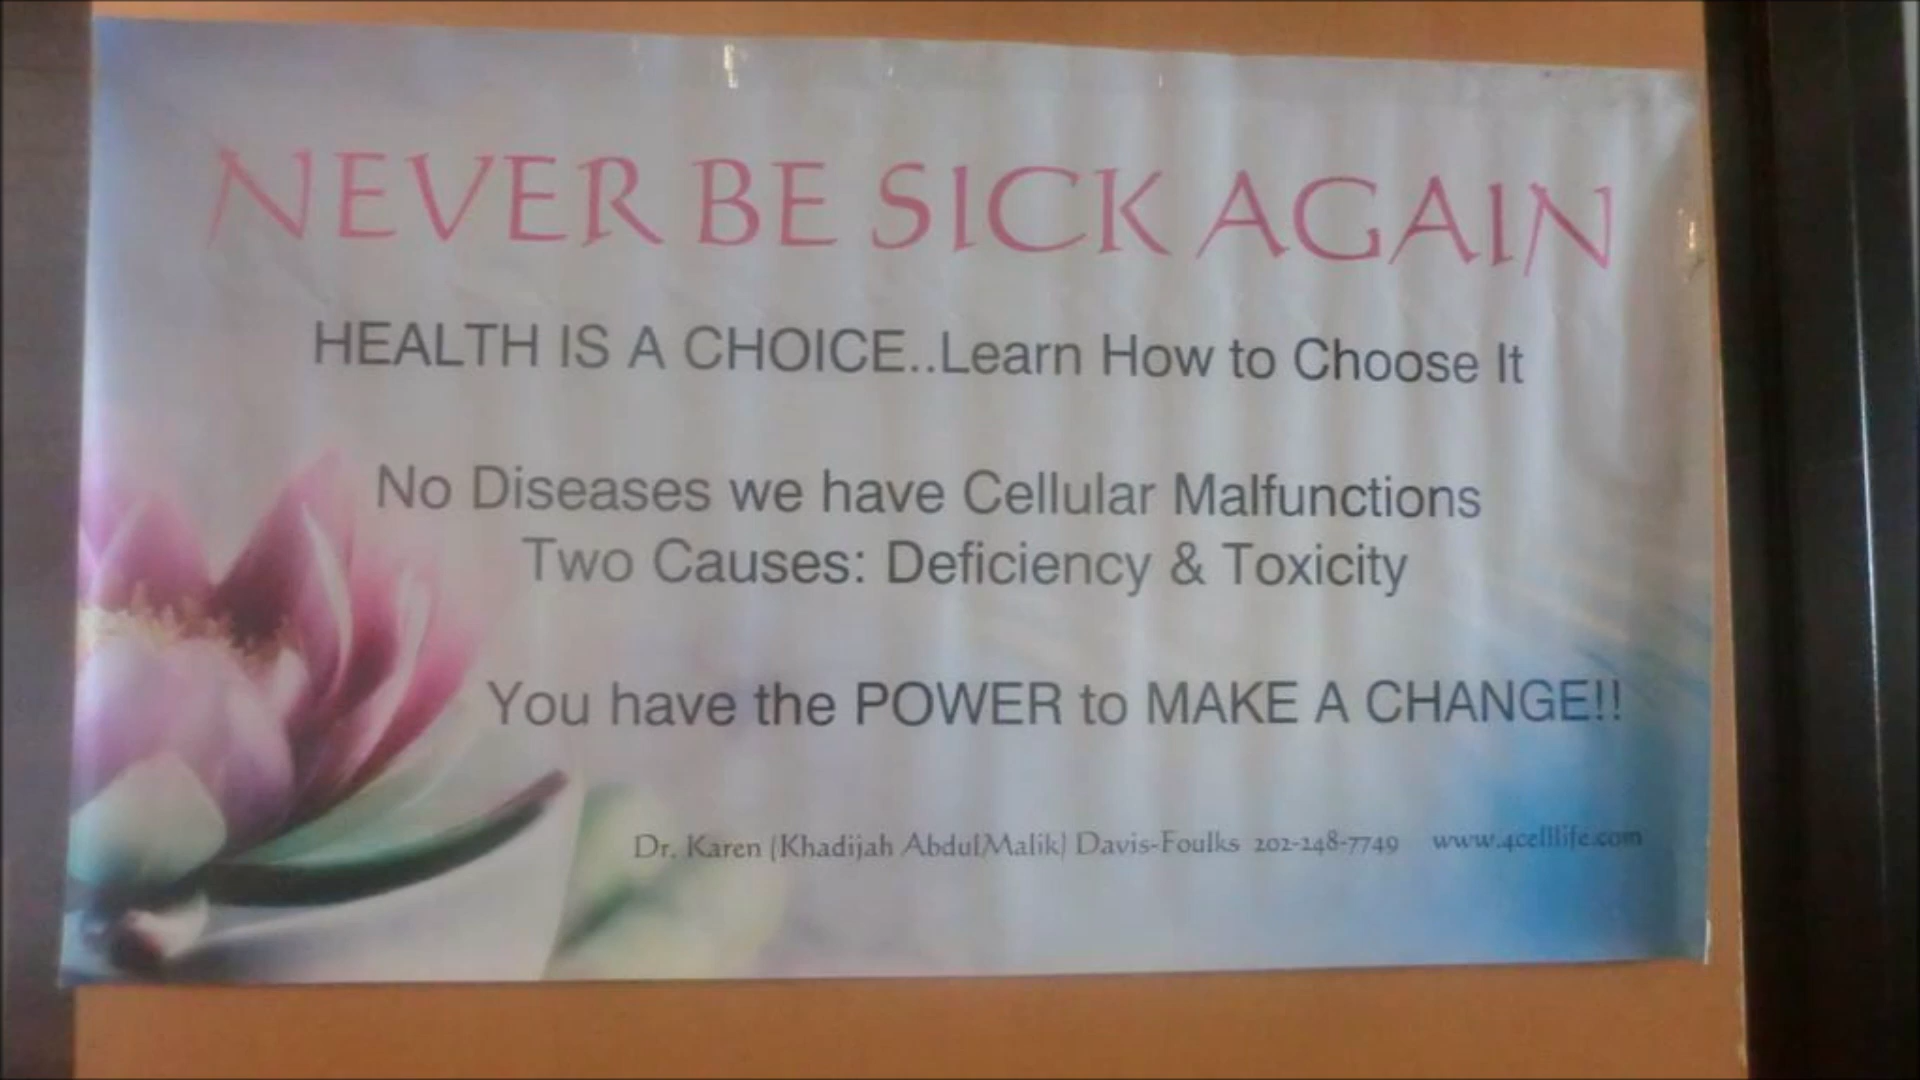 NEVER BE SICK AGAIN
HEALTH IS A CHOICE..Learn How to Choose It
No Diseases we have Cellular Malfunctions
Two Causes: Deficiency & Toxicity
You have the POWER to MAKE A CHANGE!!
Dr. Karen (Khadijah AbdulMalik) Davis-Foulks 202-248-7749 www.4celllife.com